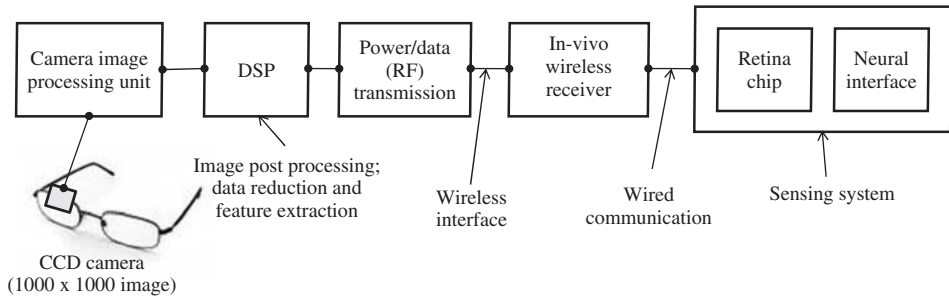 Camera image
processing unit
DSP
Power/data
(RF)
transmission
In-vivo
wireless
receiver
Retina
chip
Neural
interface
Image post processing;
data reduction and
feature extraction
Wireless
interface
Wired
communication
Sensing system
CCD camera
(1000 x 1000 image)